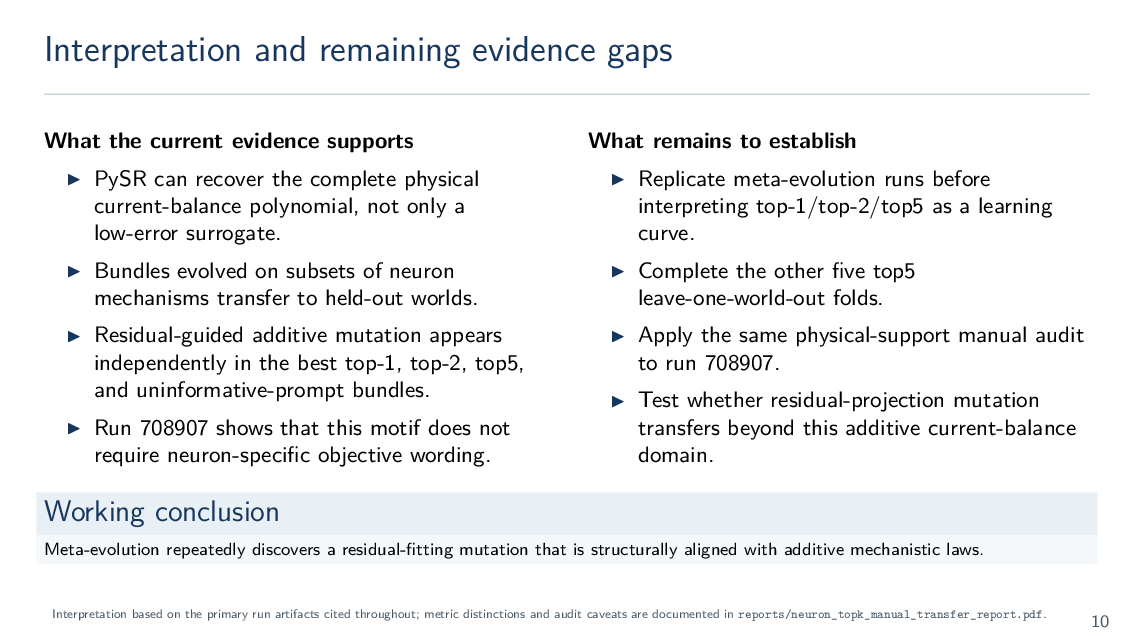 Interpretation and remaining evidence gaps
What the current evidence supports
▶ PySR can recover the complete physical
current-balance polynomial, not only a
low-error surrogate.
▶ Bundles evolved on subsets of neuron
mechanisms transfer to held-out worlds.
▶ Residual-guided additive mutation appears
independently in the best top-1, top-2, top5,
and uninformative-prompt bundles.
▶ Run 708907 shows that this motif does not
require neuron-specific objective wording.
What remains to establish
▶ Replicate meta-evolution runs before
interpreting top-1/top-2/top5 as a learning
curve.
▶ Complete the other five top5
leave-one-world-out folds.
▶ Apply the same physical-support manual audit
to run 708907.
▶ Test whether residual-projection mutation
transfers beyond this additive current-balance
domain.
Working conclusion
Meta-evolution repeatedly discovers a residual-fitting mutation that is structurally aligned with additive mechanistic laws.
Interpretation based on the primary run artifacts cited throughout; metric distinctions and audit caveats are documented in reports/neuron_topk_manual_transfer_report.pdf.
10